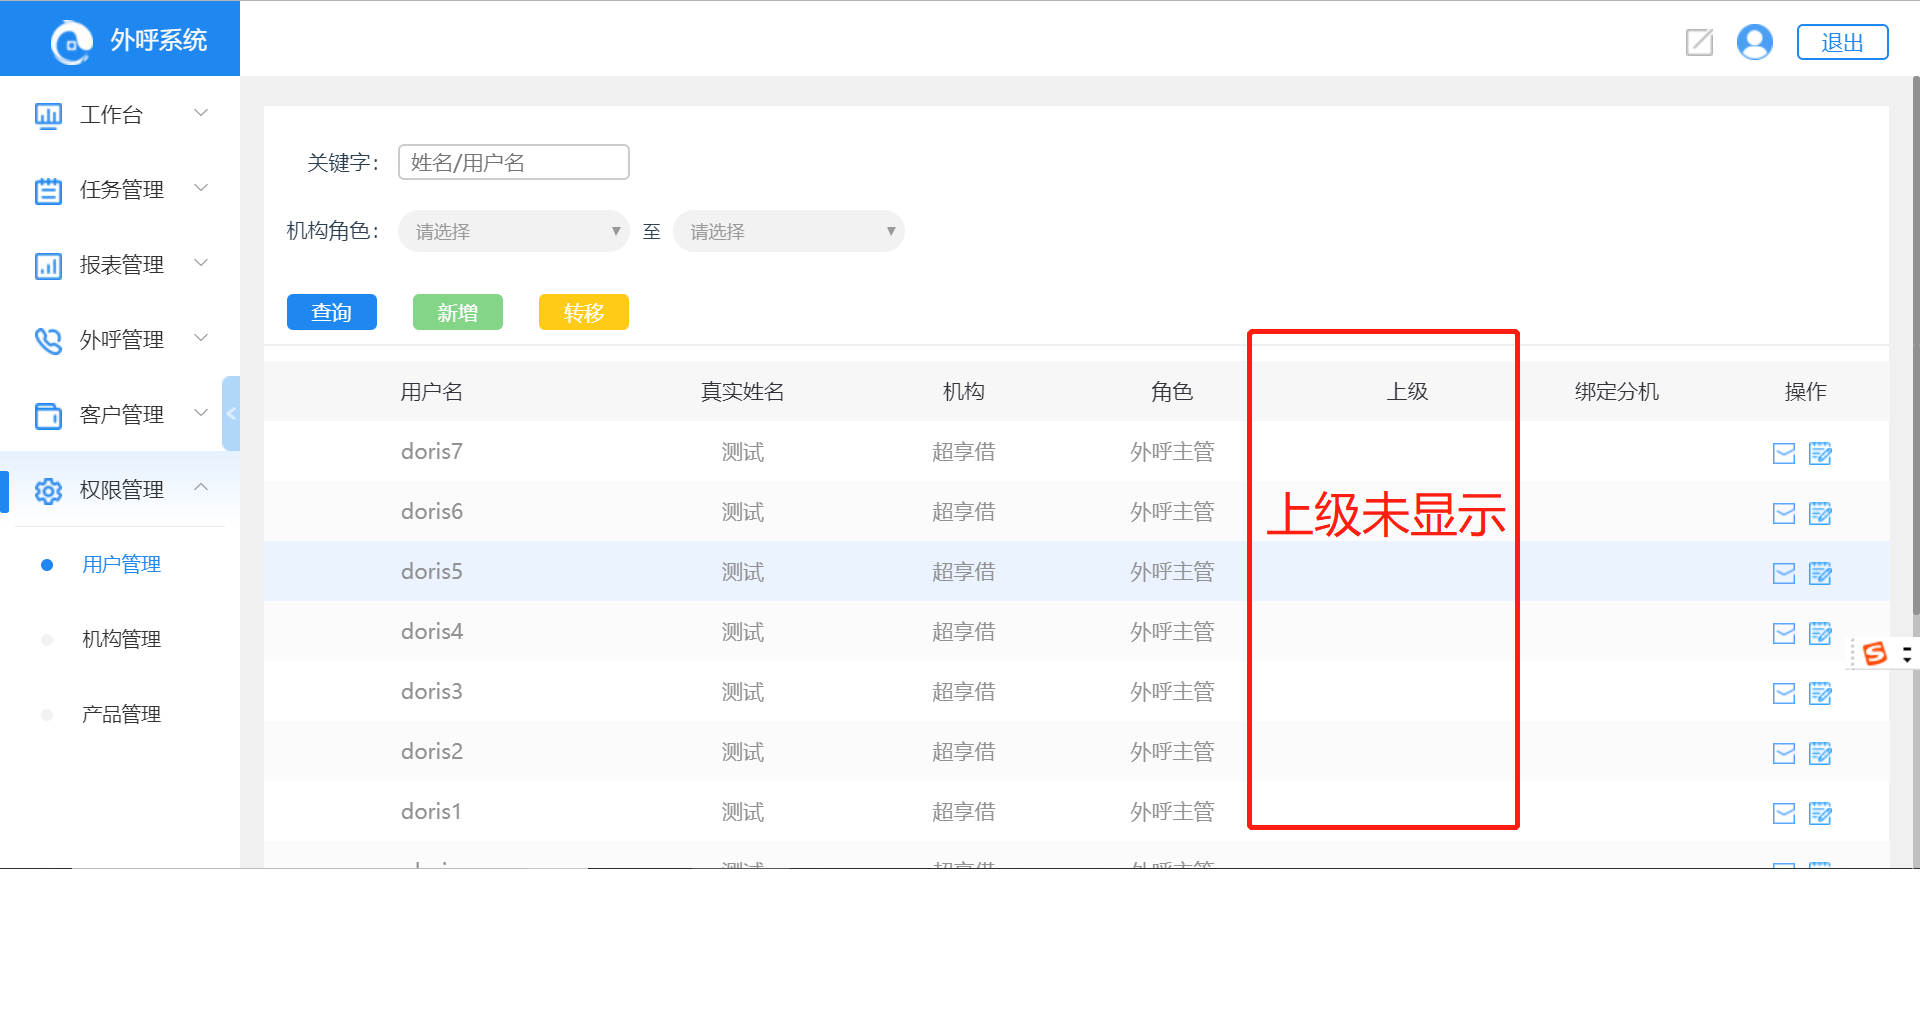 外呼系统
退出
工作台
任务管理
报表管理
外呼管理
客户管理
权限管理
用户管理
机构管理
产品管理
关键字：
姓名/用户名
机构角色：
请选择
至
请选择
查询
新增
转移
用户名 真实姓名 机构 角色 上级 绑定分机 操作
doris7 测试 超享借 外呼主管
doris6 测试 超享借 外呼主管
上级未显示
doris5 测试 超享借 外呼主管
doris4 测试 超享借 外呼主管
doris3 测试 超享借 外呼主管
doris2 测试 超享借 外呼主管
doris1 测试 超享借 外呼主管